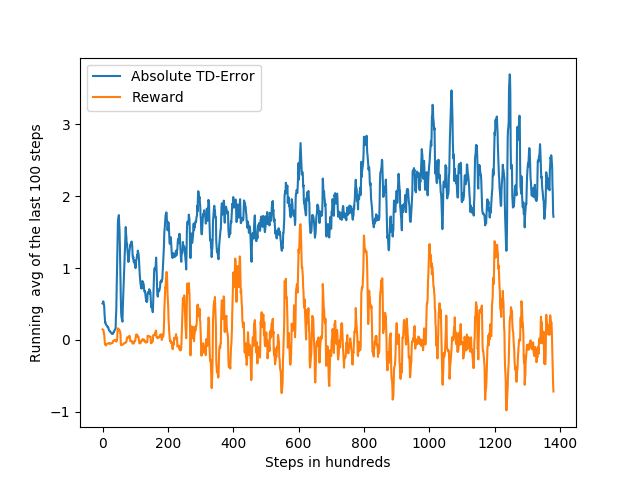 Absolute TD-Error
Reward
Running  avg of the last 100 steps
3
2
1
0
−1
0 200 400 600 800 1000 1200 1400
Steps in hundreds